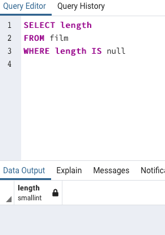 Query Editor Query History
1 SELECT length
2 FROM film
3 WHERE length IS null
4
Data Output Explain Messages Notifica
length
smallint